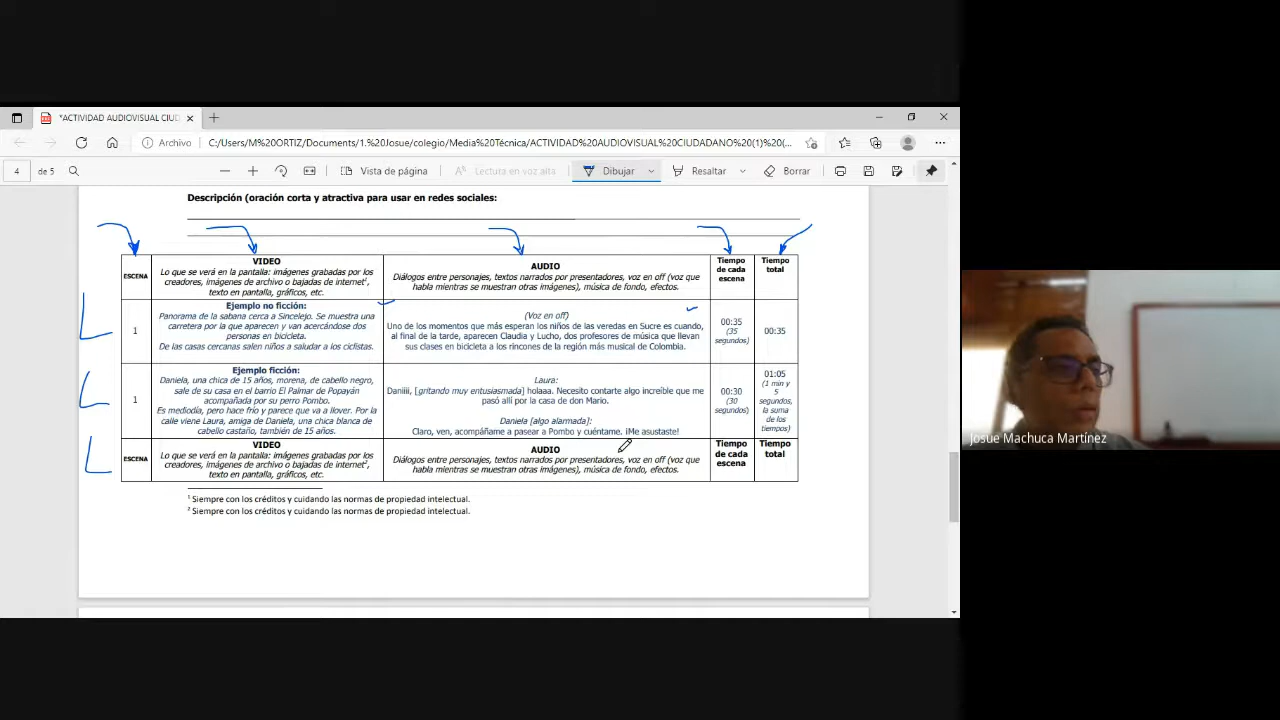 *ACTIVIDAD AUDIOVISUAL CIUD
Archivo
C:/Users/M%20ORTIZ/Documents/1.%20Josue/colegio/Media%20Técnica/ACTIVIDAD%20AUDIOVISUAL%20CIUDADANO%20(1)%20(...
4 de 5
Vista de página
Lectura en voz alta
Dibujar
Resaltar
Borrar
Descripción (oración corta y atractiva para usar en redes sociales:
ESCENA
VIDEO
Lo que se verá en la pantalla: imágenes grabadas por los
creadores, imágenes de archivo o bajadas de internet¹,
texto en pantalla, gráficos, etc.
AUDIO
Diálogos entre personajes, textos narrados por presentadores, voz en off (voz que
habla mientras se muestran otras imágenes), música de fondo, efectos.
Tiempo
de cada
escena
Tiempo
total
1
Ejemplo no ficción:
Panorama de la sabana cerca a Sincelejo. Se muestra una
carretera por la que aparecen y van acercándose dos
personas en bicicleta.
De las casas cercanas salen niños a saludar a los ciclistas.
(Voz en off)
Uno de los momentos que más esperan los niños de las veredas en Sucre es cuando,
al final de la tarde, aparecen Claudia y Lucho, dos profesores de música que llevan
sus clases en bicicleta a los rincones de la región más musical de Colombia.
00:35
(35
segundos)
00:35
1
Ejemplo ficción:
Daniela, una chica de 15 años, morena, de cabello negro,
sale de su casa en el barrio El Palmar de Popayán
acompañada por su perro Pombo.
Es mediodía, pero hace frío y parece que va a llover. Por la
calle viene Laura, amiga de Daniela, una chica blanca de
cabello castaño, también de 15 años.
Laura:
Daniiii, [gritando muy entusasmada] holaaa. Necesito contarte algo increíble que me
pasó allí por la casa de don Mario.
Daniela [algo alarmada]:
Claro, ven, acompáñame a pasear a Pombo y cuéntame. ¡Me asustaste!
00:30
(30
segundos)
01:05
(1 min y
5
segundos,
la suma
de los
tiempos)
ESCENA
VIDEO
Lo que se verá en la pantalla: imágenes grabadas por los
creadores, imágenes de archivo o bajadas de internet²,
texto en pantalla, gráficos, etc.
AUDIO
Diálogos entre personajes, textos narrados por presentadores, voz en off (voz que
habla mientras se muestran otras imágenes), música de fondo, efectos.
Tiempo
de cada
escena
Tiempo
total
¹ Siempre con los créditos y cuidando las normas de propiedad intelectual.
² Siempre con los créditos y cuidando las normas de propiedad intelectual.
Josue Machuca Martínez